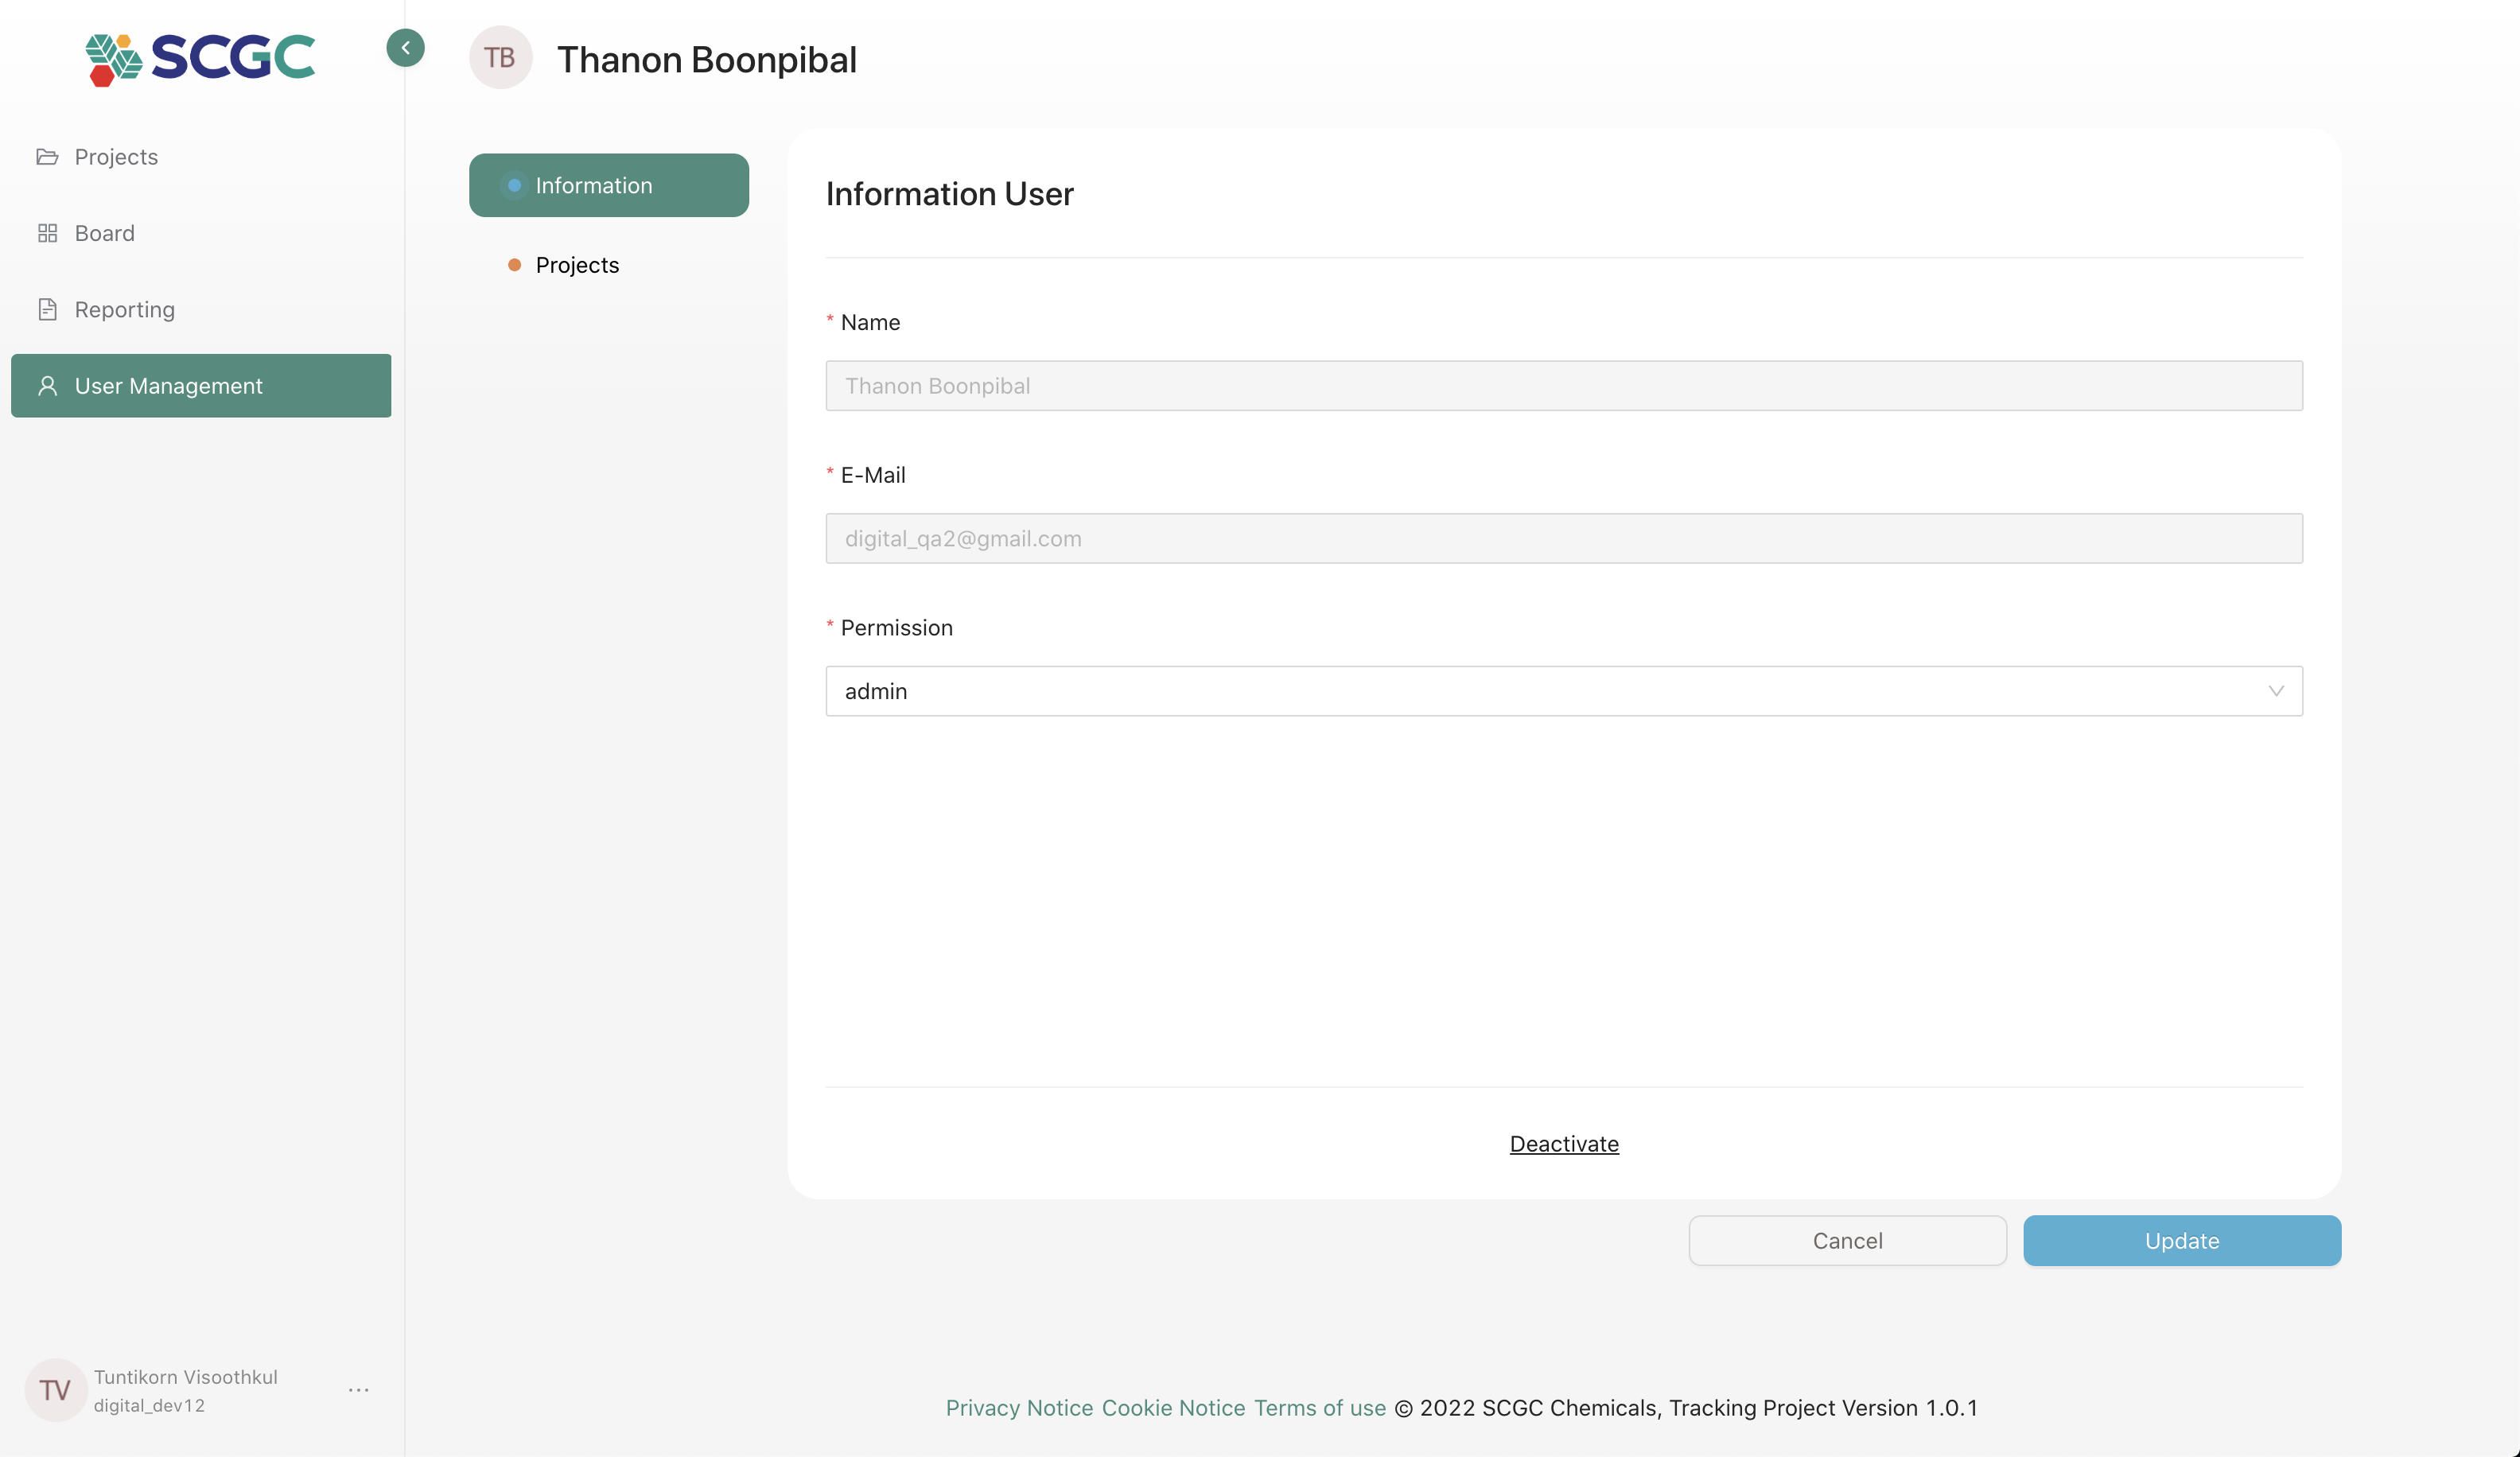 SCGC
Projects
Board
Reporting
User Management
TB
Thanon Boonpibal
Information
Projects
Information User
* Name
Thanon Boonpibal
* E-Mail
digital_qa2@gmail.com
* Permission
admin
Deactivate
Cancel
Update
TV
Tuntikorn Visoothkul
digital_dev12
...
Privacy Notice Cookie Notice Terms of use © 2022 SCGC Chemicals, Tracking Project Version 1.0.1